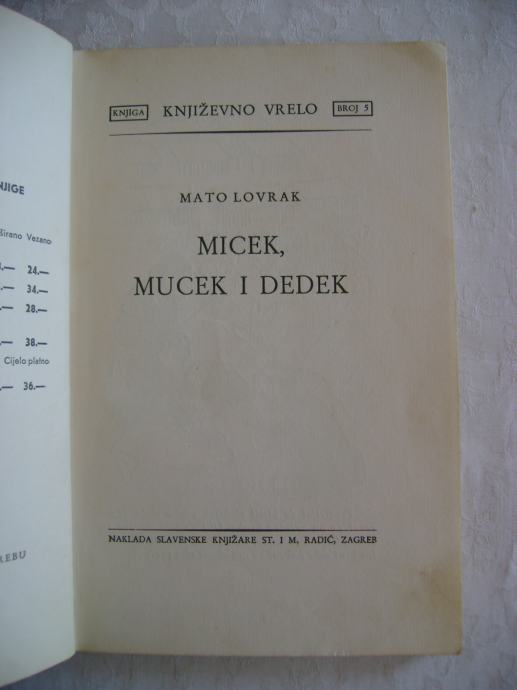 NJIGE
širano Vezano
.— 24.—
.— 34.—
.— 28.—
.— 38.—
Cijelo platno
.— 36.—
REBU
KNJIGA KNJIŽEVNO VRELO BROJ 5
MATO LOVRAK
MICEK,
MUCEK I DEDEK
NAKLADA SLAVENSKE KNJIŽARE ST. I M. RADIĆ, ZAGREB